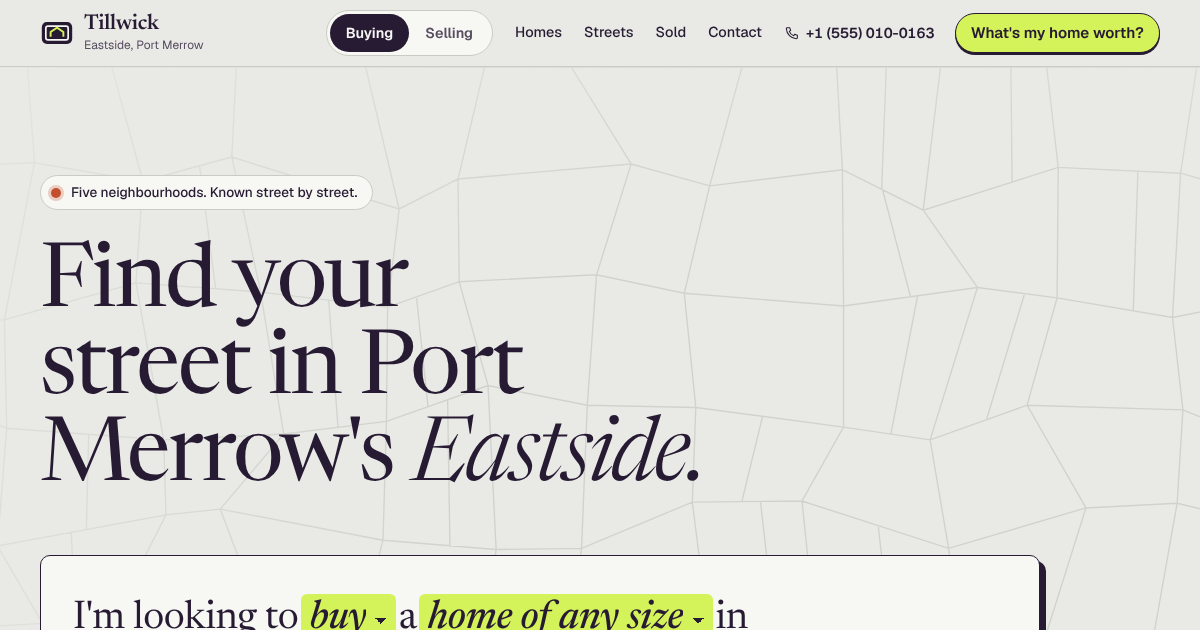 Tillwick
Eastside, Port Merrow
Buying
Selling
Homes
Streets
Sold
Contact
+1 (555) 010-0163
What's my home worth?
Five neighbourhoods. Known street by street.
Find your
street in Port
Merrow's Eastside.
I'm looking to buy a home of any size in